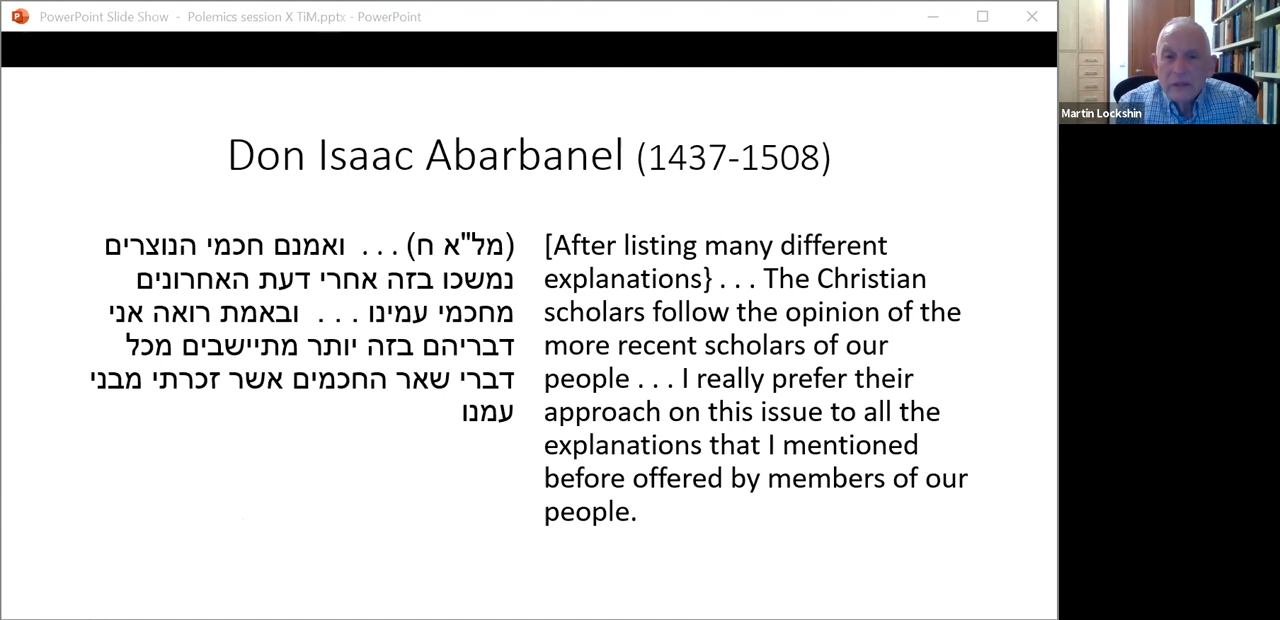 PowerPoint Slide Show - Polemics session X TiM.pptx - PowerPoint
Martin Lockshin
Don Isaac Abarbanel (1437-1508)
(מל"א ח) . . . ואמנם חכמי הנוצרים
נמשכו בזה אחרי דעת האחרונים
מחכמי עמינו . . . ובאמת רואה אני
דבריהם בזה יותר מתיישבים מכל
דברי שאר החכמים אשר זכרתי מבני
עמנו
[After listing many different
explanations} . . . The Christian
scholars follow the opinion of the
more recent scholars of our
people . . . I really prefer their
approach on this issue to all the
explanations that I mentioned
before offered by members of our
people.